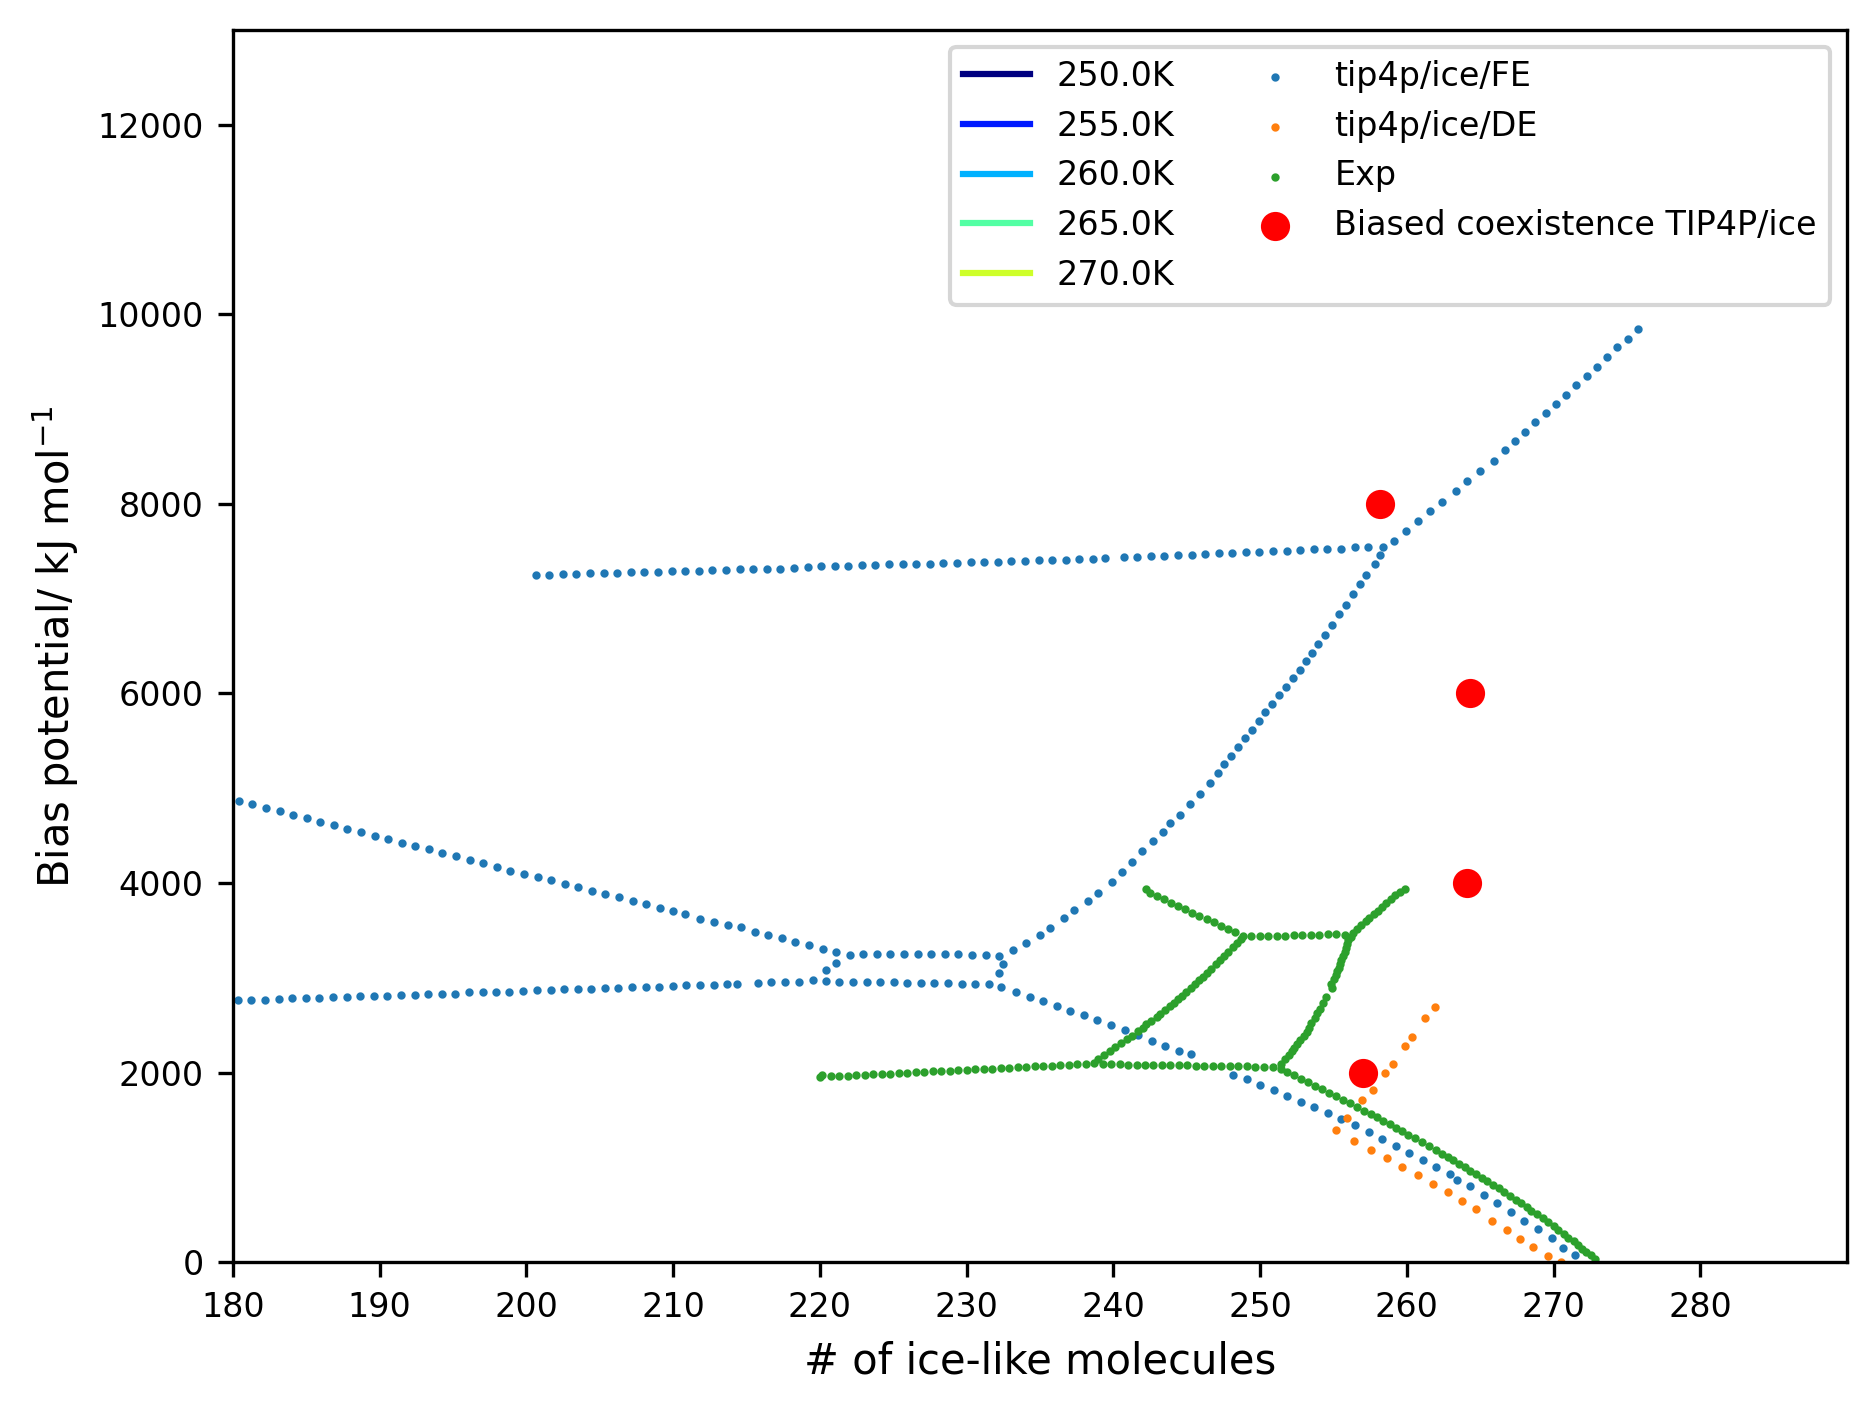 250.0K
255.0K
260.0K
265.0K
270.0K
tip4p/ice/FE
tip4p/ice/DE
Exp
Biased coexistence TIP4P/ice
12000
10000
8000
6000
4000
2000
0
Bias potential/ kJ mol⁻¹
180 190 200 210 220 230 240 250 260 270 280
# of ice-like molecules